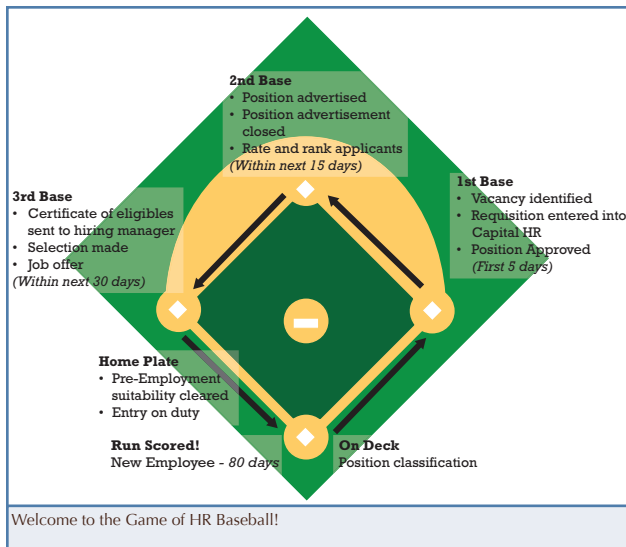 2nd Base
• Position advertised
• Position advertisement
closed
• Rate and rank applicants
(Within next 15 days)
3rd Base
• Certificate of eligibles
sent to hiring manager
• Selection made
• Job offer
(Within next 30 days)
1st Base
• Vacancy identified
• Requisition entered into
Capital HR
• Position Approved
(First 5 days)
Home Plate
• Pre-Employment
suitability cleared
• Entry on duty
Run Scored!
New Employee - 80 days
On Deck
Position classification
Welcome to the Game of HR Baseball!